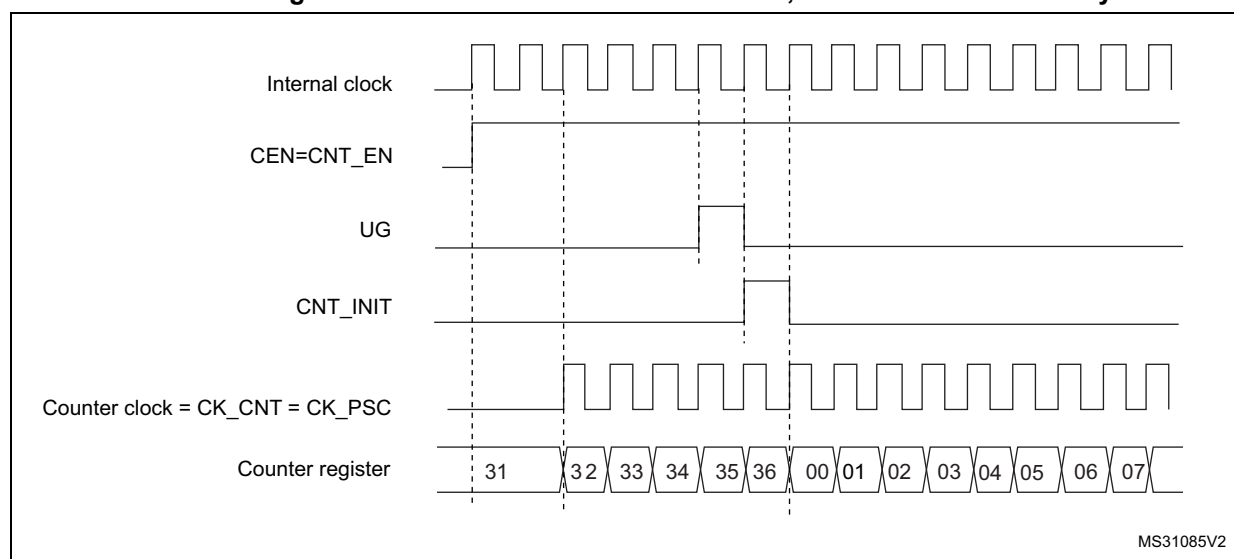 Internal clock
CEN=CNT_EN
UG
CNT_INIT
Counter clock = CK_CNT = CK_PSC
Counter register 31 32 33 34 35 36 00 01 02 03 04 05 06 07
MS31085V2